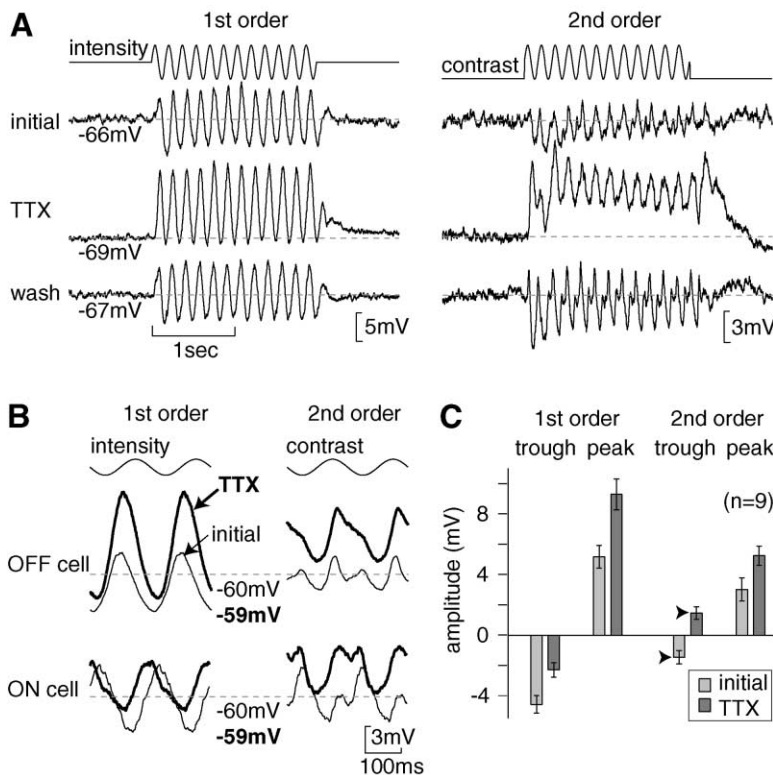 A
1st order
2nd order
intensity
contrast
initial
-66mV
TTX
-69mV
wash
-67mV
5mV
3mV
1sec
B
1st order
2nd order
intensity
contrast
TTX
initial
OFF cell
-60mV
-59mV
ON cell
-60mV
-59mV
3mV
100ms
C
1st order 2nd order
trough peak trough peak
(n=9)
amplitude (mV)
8
4
0
-4
initial
TTX